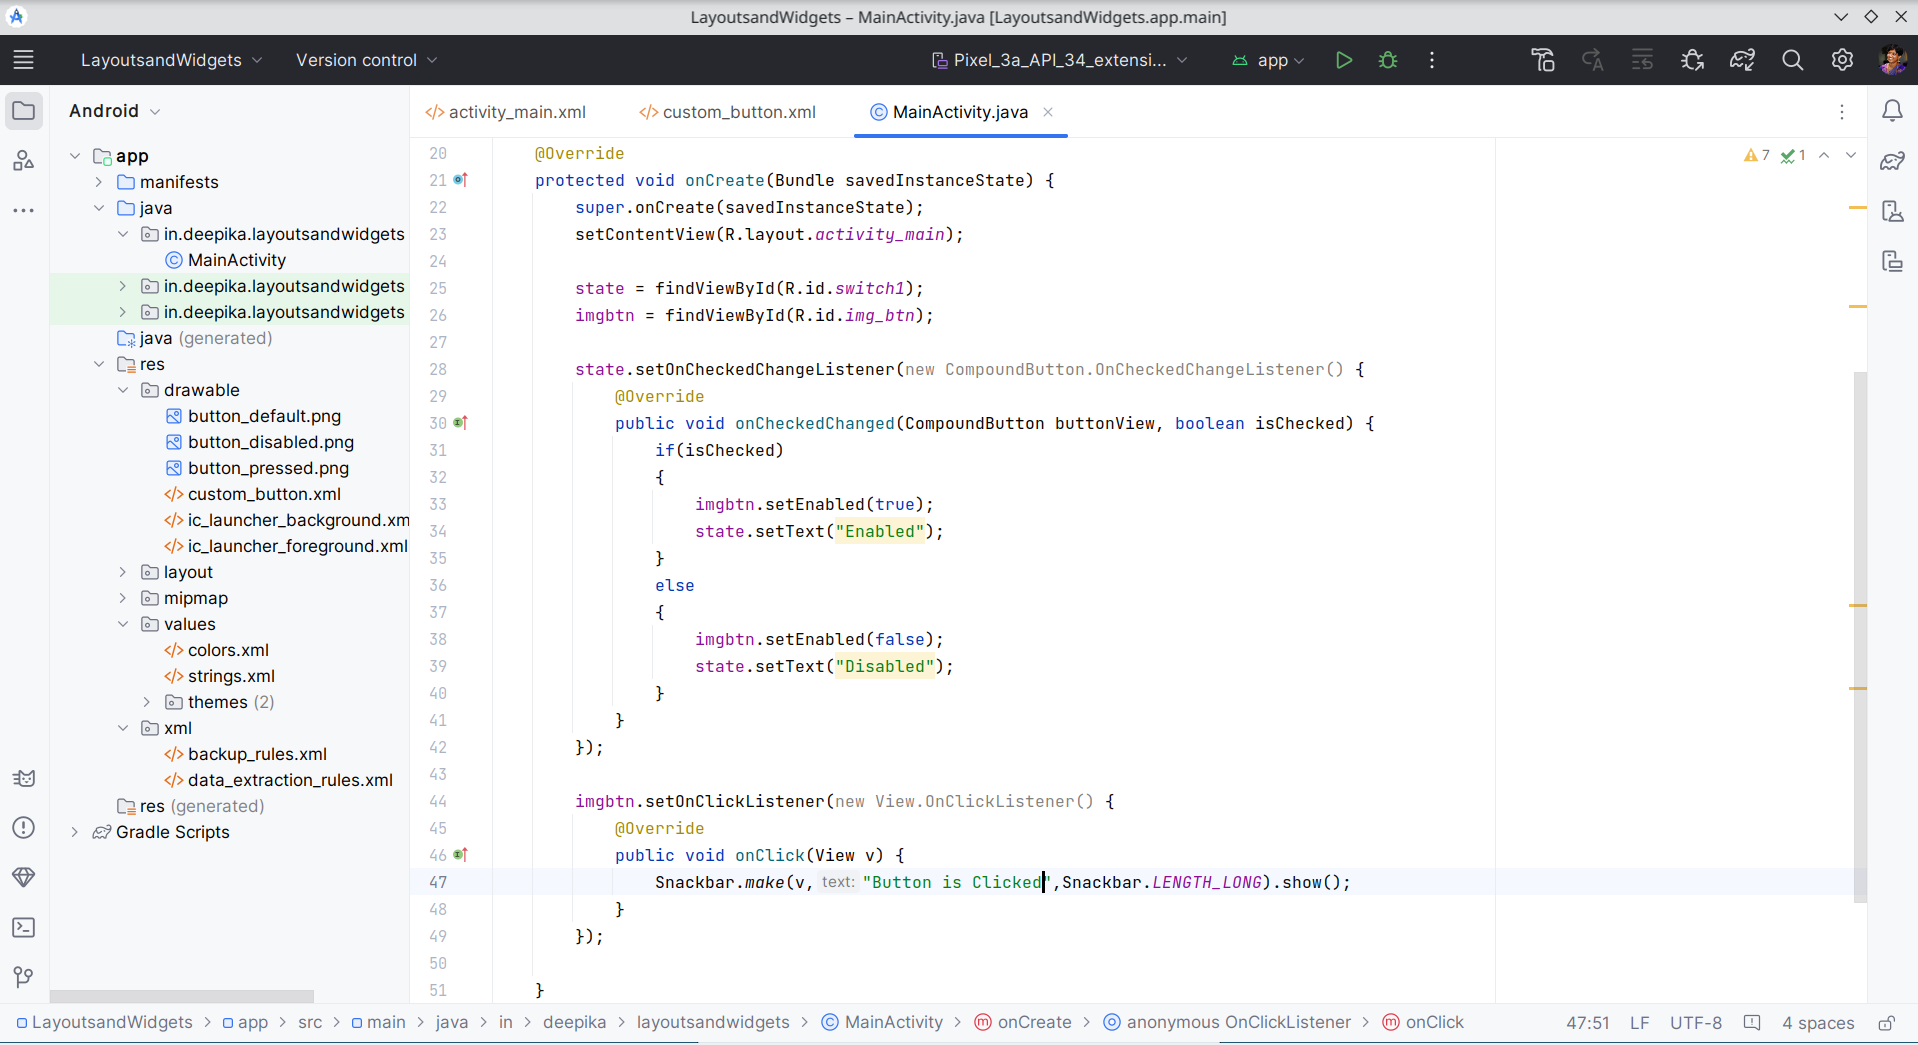 LayoutsandWidgets – MainActivity.java [LayoutsandWidgets.app.main]
LayoutsandWidgets
Version control
Pixel_3a_API_34_extensi...
app
Android
app
manifests
java
in.deepika.layoutsandwidgets
MainActivity
in.deepika.layoutsandwidgets
in.deepika.layoutsandwidgets
java (generated)
res
drawable
button_default.png
button_disabled.png
button_pressed.png
custom_button.xml
ic_launcher_background.xm
ic_launcher_foreground.xml
layout
mipmap
values
colors.xml
strings.xml
themes (2)
xml
backup_rules.xml
data_extraction_rules.xml
res (generated)
Gradle Scripts
activity_main.xml
custom_button.xml
MainActivity.java
7 1
20 @Override
21 protected void onCreate(Bundle savedInstanceState) {
22 super.onCreate(savedInstanceState);
23 setContentView(R.layout.activity_main);
24
25 state = findViewById(R.id.switch1);
26 imgbtn = findViewById(R.id.img_btn);
27
28 state.setOnCheckedChangeListener(new CompoundButton.OnCheckedChangeListener() {
29 @Override
30 public void onCheckedChanged(CompoundButton buttonView, boolean isChecked) {
31 if(isChecked)
32 {
33 imgbtn.setEnabled(true);
34 state.setText("Enabled");
35 }
36 else
37 {
38 imgbtn.setEnabled(false);
39 state.setText("Disabled");
40 }
41 }
42 });
43
44 imgbtn.setOnClickListener(new View.OnClickListener() {
45 @Override
46 public void onClick(View v) {
47 Snackbar.make(v, text: "Button is Clicked",Snackbar.LENGTH_LONG).show();
48 }
49 });
50
51 }
LayoutsandWidgets > app > src > main > java > in > deepika > layoutsandwidgets > MainActivity > onCreate > anonymous OnClickListener > onClick
47:51 LF UTF-8 4 spaces